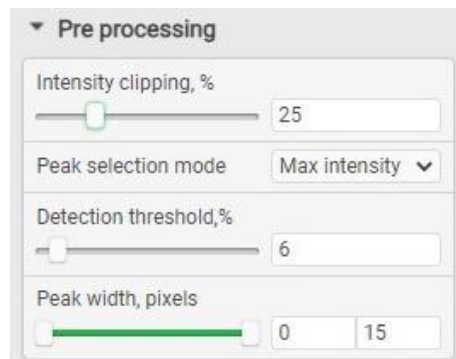 Pre processing
Intensity clipping, %
25
Peak selection mode Max intensity
Detection threshold,%
6
Peak width, pixels
0 15